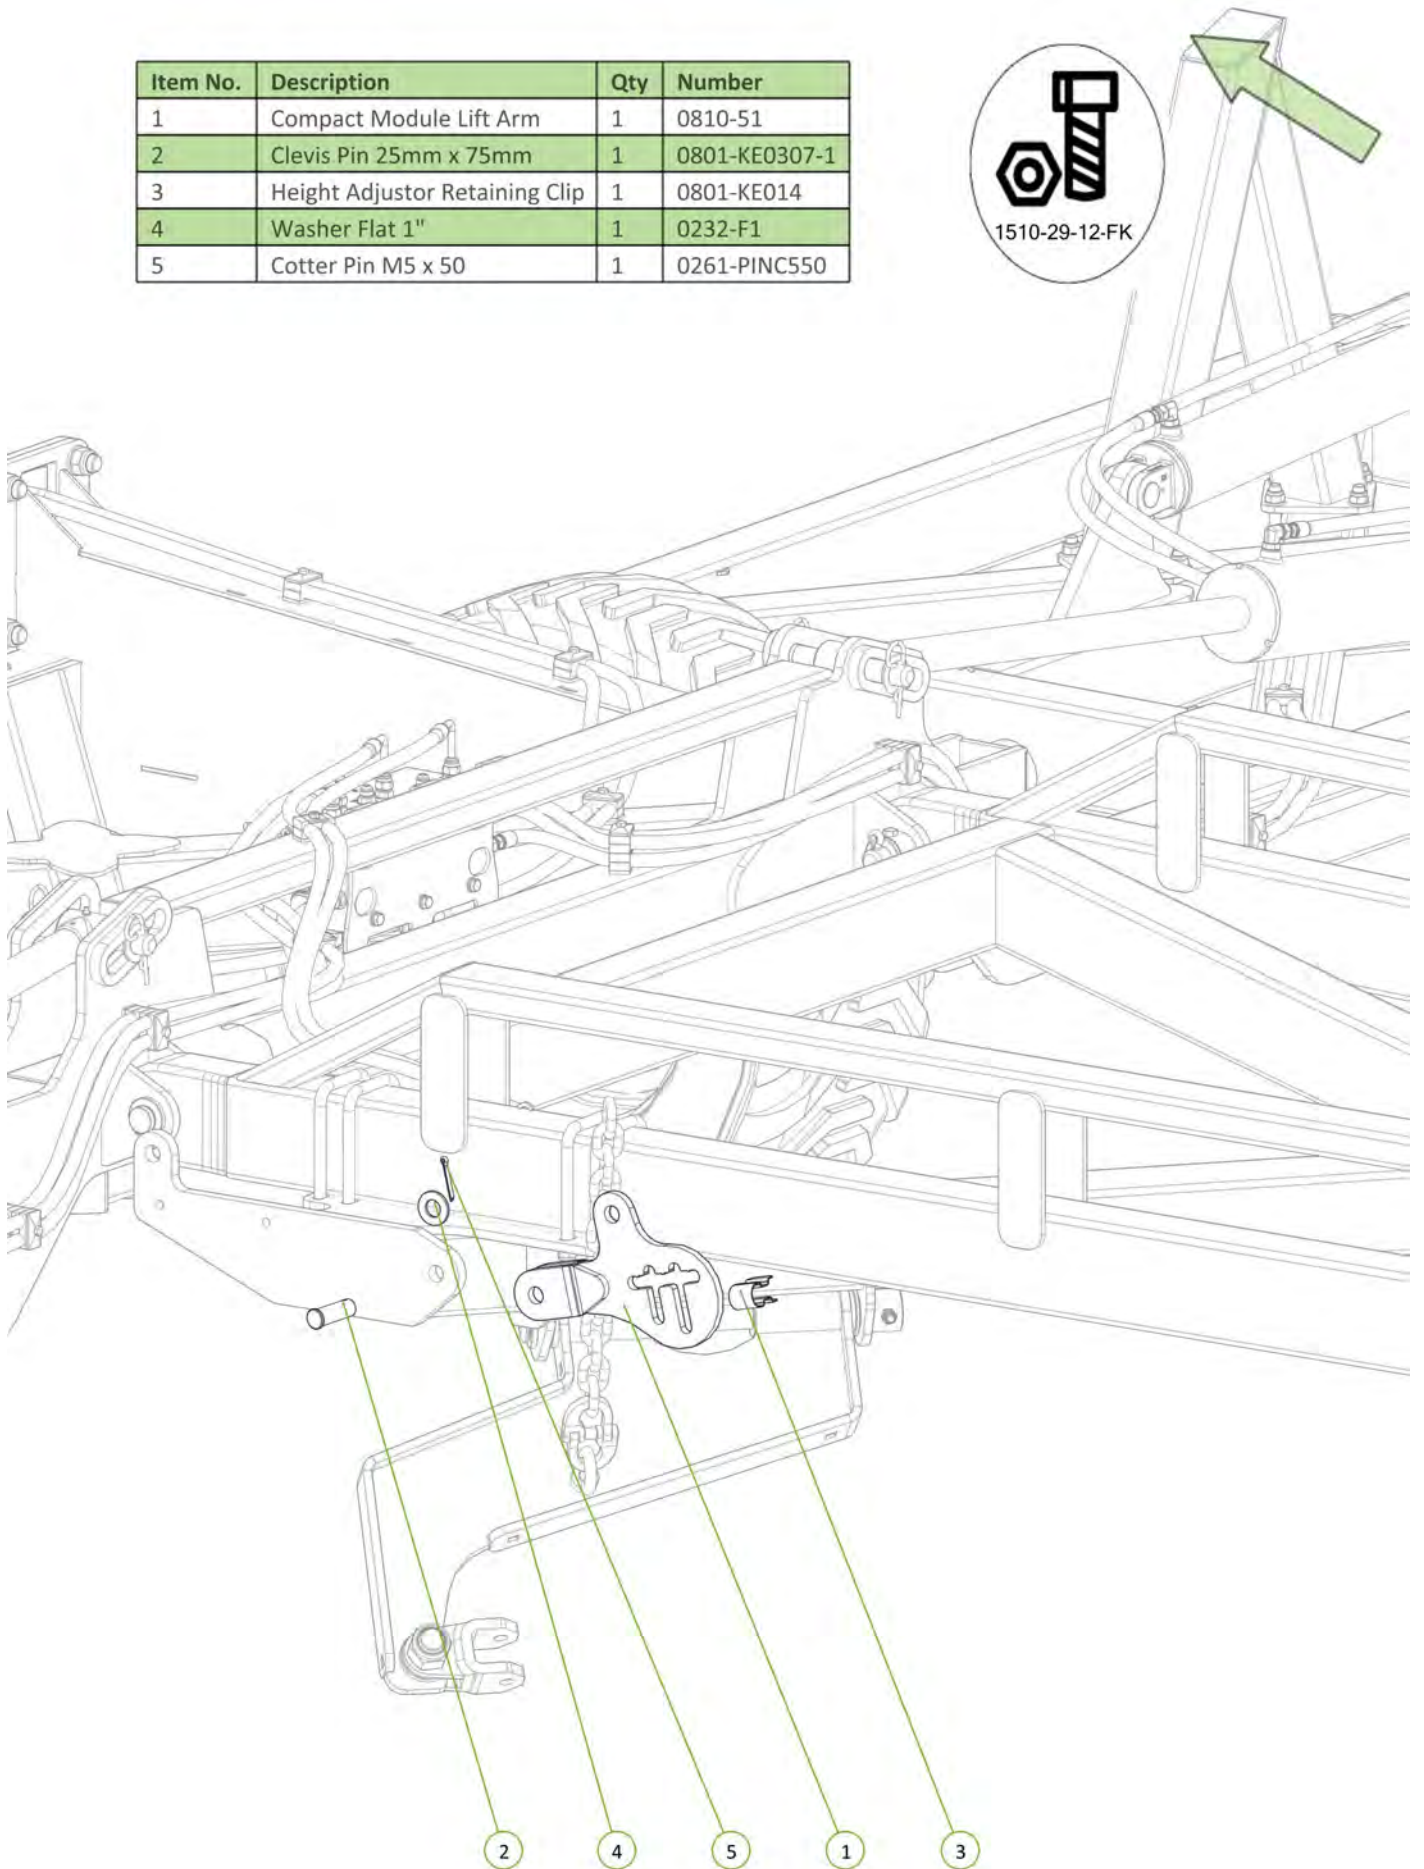 Item No. Description Qty Number
1 Compact Module Lift Arm 1 0810-51
2 Clevis Pin 25mm x 75mm 1 0801-KE0307-1
3 Height Adjustor Retaining Clip 1 0801-KE014
4 Washer Flat 1" 1 0232-F1
5 Cotter Pin M5 x 50 1 0261-PINC550
1510-29-12-FK
2 4 5 1 3